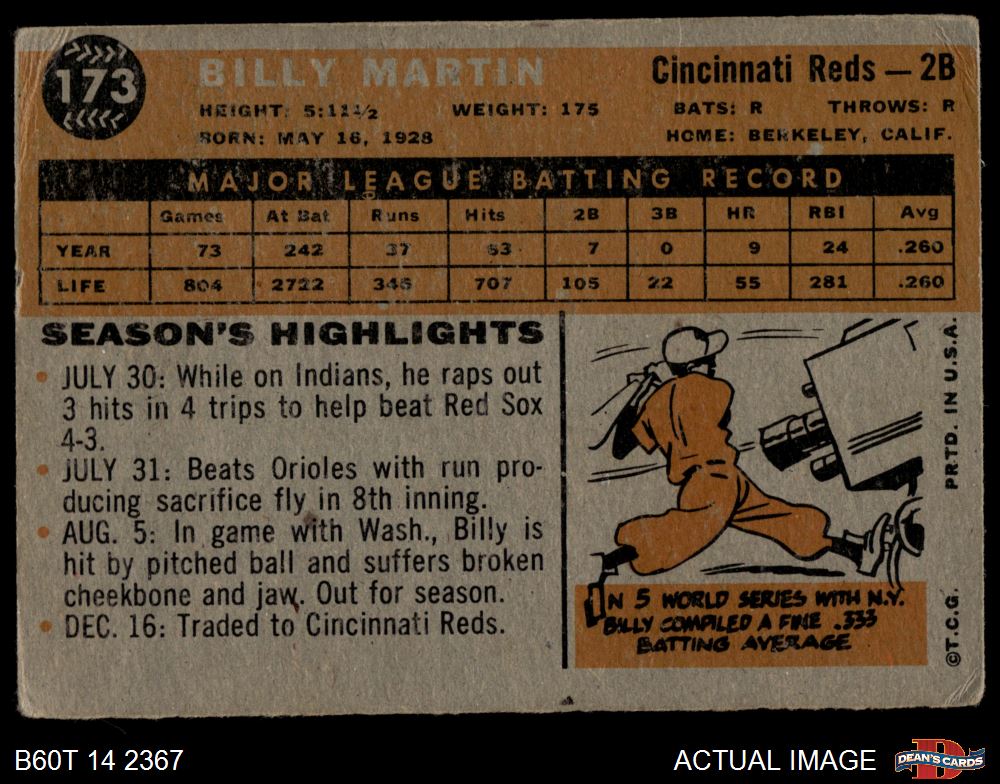 173
BILLY MARTIN
Cincinnati Reds — 2B
HEIGHT: 5:11½ WEIGHT: 175 BATS: R THROWS: R
BORN: MAY 16, 1928 HOME: BERKELEY, CALIF.
MAJOR LEAGUE BATTING RECORD
Games At Bat Runs Hits 2B 3B HR RBI Avg
YEAR 73 242 37 63 7 0 9 24 .260
LIFE 804 2722 346 707 105 22 55 281 .260
SEASON'S HIGHLIGHTS
• JULY 30: While on Indians, he raps out
3 hits in 4 trips to help beat Red Sox
4-3.
• JULY 31: Beats Orioles with run pro-
ducing sacrifice fly in 8th inning.
• AUG. 5: In game with Wash., Billy is
hit by pitched ball and suffers broken
cheekbone and jaw. Out for season.
• DEC. 16: Traded to Cincinnati Reds.
IN 5 WORLD SERIES WITH N.Y.
BILLY COMPILED A FINE .333
BATTING AVERAGE
©T.C.G. PRTD. IN U.S.A.
B60T 14 2367
ACTUAL IMAGE
D
DEAN'S CARDS